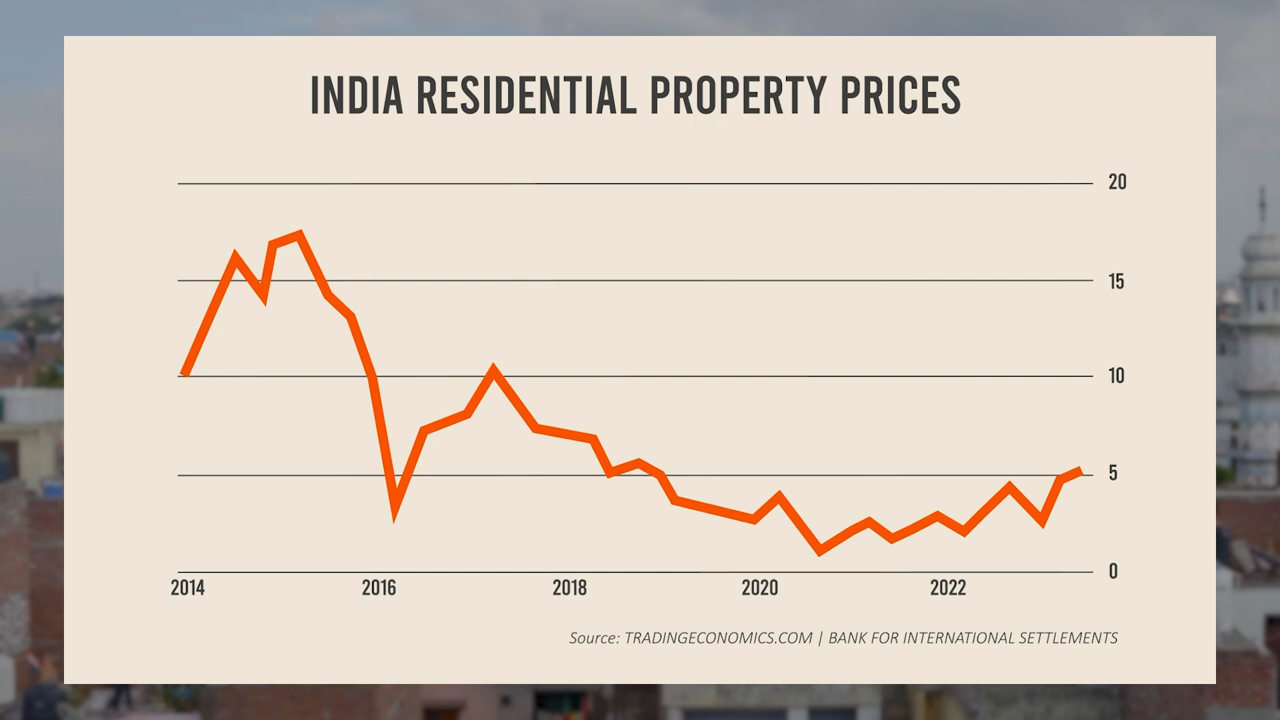 INDIA RESIDENTIAL PROPERTY PRICES
20
15
10
5
0
2014 2016 2018 2020 2022
Source: TRADINGECONOMICS.COM | BANK FOR INTERNATIONAL SETTLEMENTS